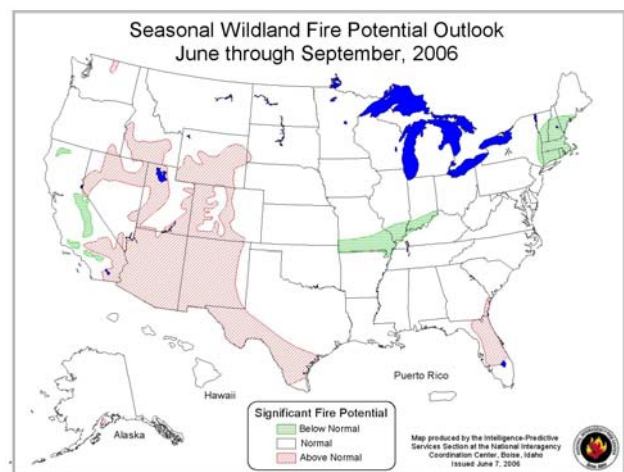 Seasonal Wildland Fire Potential Outlook
June through September, 2006
Puerto Rico
Hawaii
Alaska
Significant Fire Potential
Below Normal
Normal
Above Normal
Map produced by the Intelligence-Predictive
Services Section at the National Interagency
Coordination Center, Boise, Idaho
Issued June 7, 2006